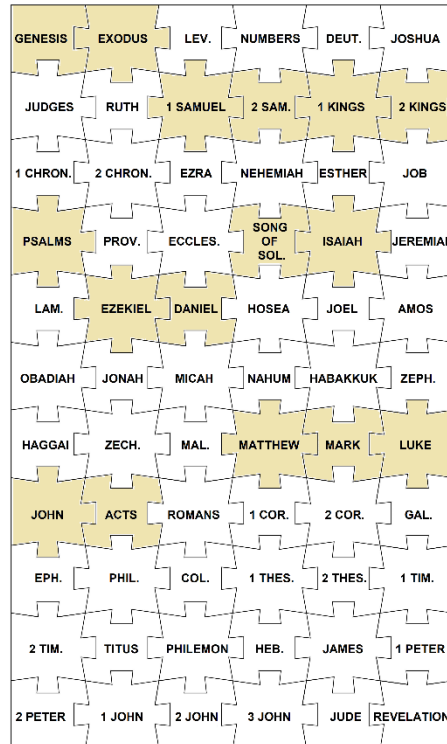 GENESIS EXODUS LEV. NUMBERS DEUT. JOSHUA
JUDGES RUTH 1 SAMUEL 2 SAM. 1 KINGS 2 KINGS
1 CHRON. 2 CHRON. EZRA NEHEMIAH ESTHER JOB
PSALMS PROV. ECCLES. SONG OF SOL. ISAIAH JEREMIAH
LAM. EZEKIEL DANIEL HOSEA JOEL AMOS
OBADIAH JONAH MICAH NAHUM HABAKKUK ZEPH.
HAGGAI ZECH. MAL. MATTHEW MARK LUKE
JOHN ACTS ROMANS 1 COR. 2 COR. GAL.
EPH. PHIL. COL. 1 THES. 2 THES. 1 TIM.
2 TIM. TITUS PHILEMON HEB. JAMES 1 PETER
2 PETER 1 JOHN 2 JOHN 3 JOHN JUDE REVELATION